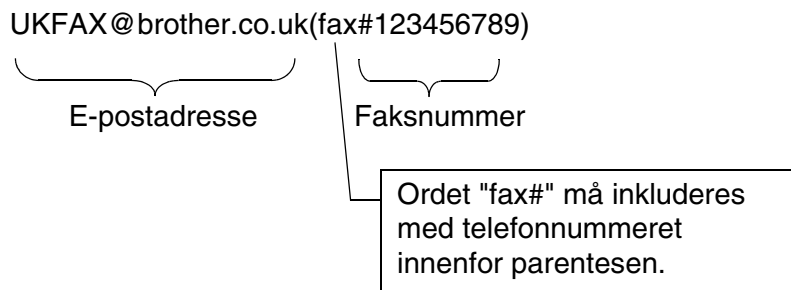 UKFAX@brother.co.uk(fax#123456789)
E-postadresse Faksnummer
Ordet "fax#" må inkluderes
med telefonnummeret
innenfor parentesen.